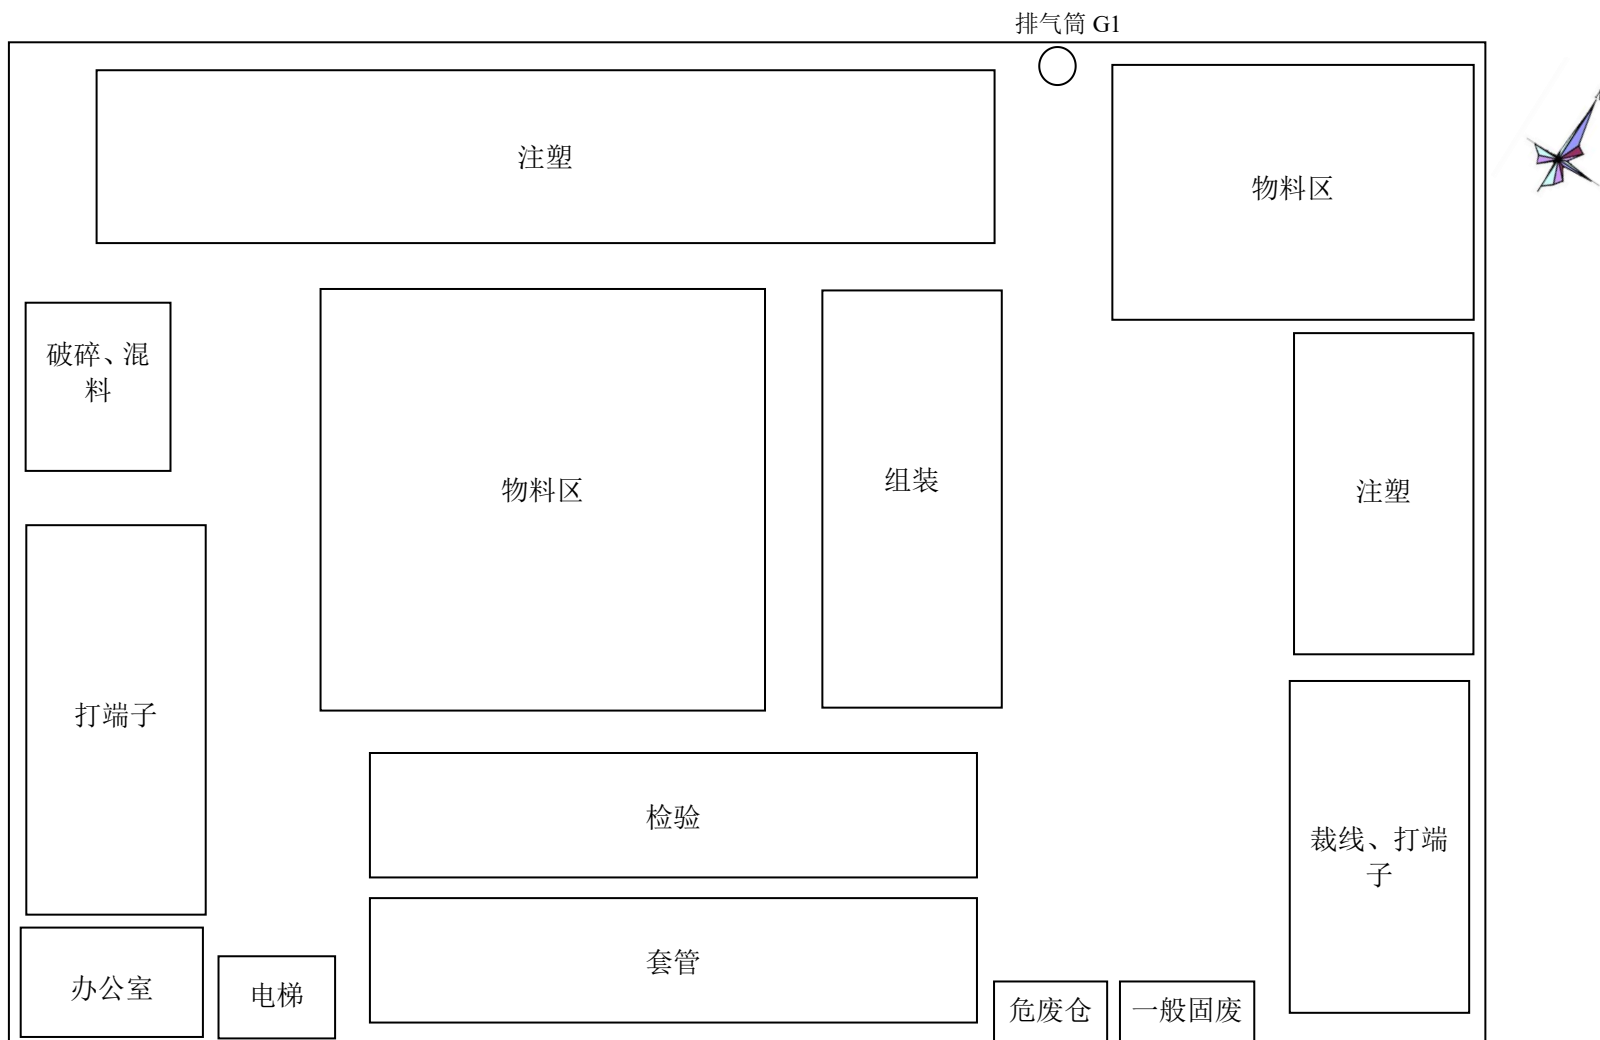 排气筒 G1
注塑
物料区
破碎、混
料
物料区
组装
注塑
打端子
检验
裁线、打端
子
套管
办公室
电梯
危废仓
一般固废